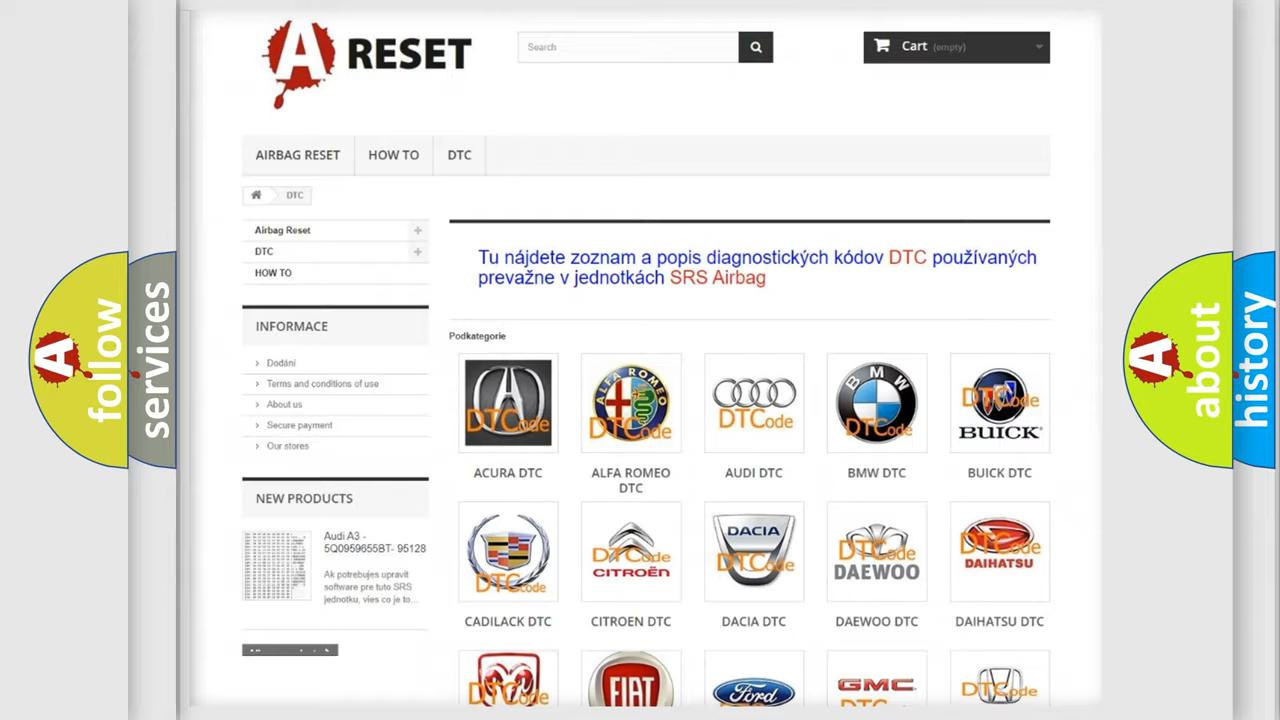 A RESET
Search
Cart (empty)
AIRBAG RESET
HOW TO
DTC
DTC
Airbag Reset
DTC
HOW TO
Tu nájdete zoznam a popis diagnostických kódov DTC používaných
prevažne v jednotkách SRS Airbag
INFORMACE
Dodání
Terms and conditions of use
About us
Secure payment
Our stores
NEW PRODUCTS
Audi A3 -
5Q0959655BT- 95128
Ak potrebujes upravit
software pre tuto SRS
jednotku, vies co je to...
Podkategorie
DTCode
ALFA ROMEO
DTCode
DTCode
BMW
DTCode
DTCode
BUICK
ACURA DTC
ALFA ROMEO
DTC
AUDI DTC
BMW DTC
BUICK DTC
DTCode
DTCode
CITROËN
DACIA
DTCode
DTCode
DAEWOO
DTCode
DAIHATSU
CADILACK DTC
CITROEN DTC
DACIA DTC
DAEWOO DTC
DAIHATSU DTC
DTCode
FIAT
Ford
GMC
DTCode
A follow
services
A about
history